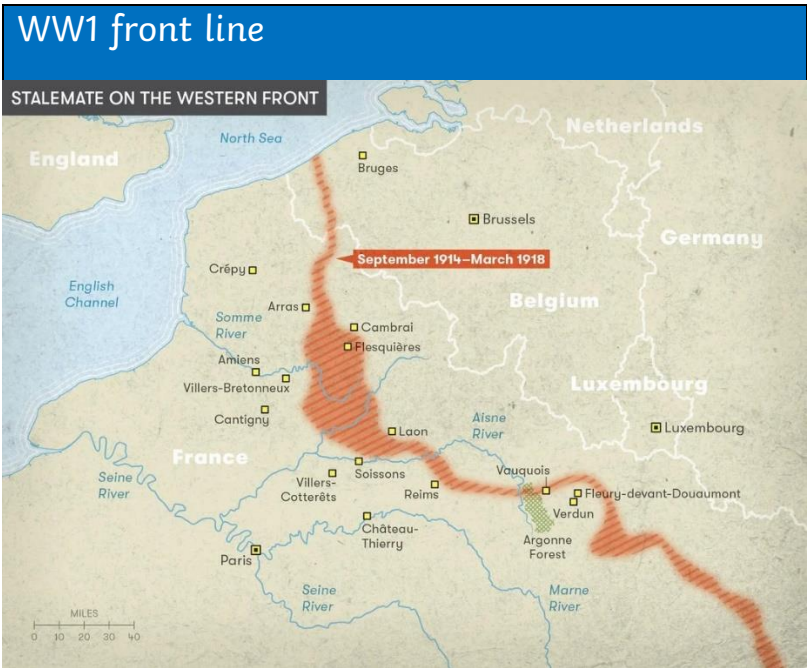 WW1 front line
STALEMATE ON THE WESTERN FRONT
North Sea
Netherlands
England
Bruges
Brussels
Germany
September 1914–March 1918
Crépy
English
Channel
Belgium
Arras
Somme
River
Cambrai
Flesquières
Amiens
Villers-Bretonneux
Luxembourg
Cantigny
Laon
Aisne
River
Luxembourg
France
Seine
River
Soissons
Vauquois
Villers-
Cotterêts
Reims
Fleury-devant-Douaumont
Verdun
Château-
Thierry
Argonne
Forest
Paris
Seine
River
Marne
River
MILES
0 10 20 30 40